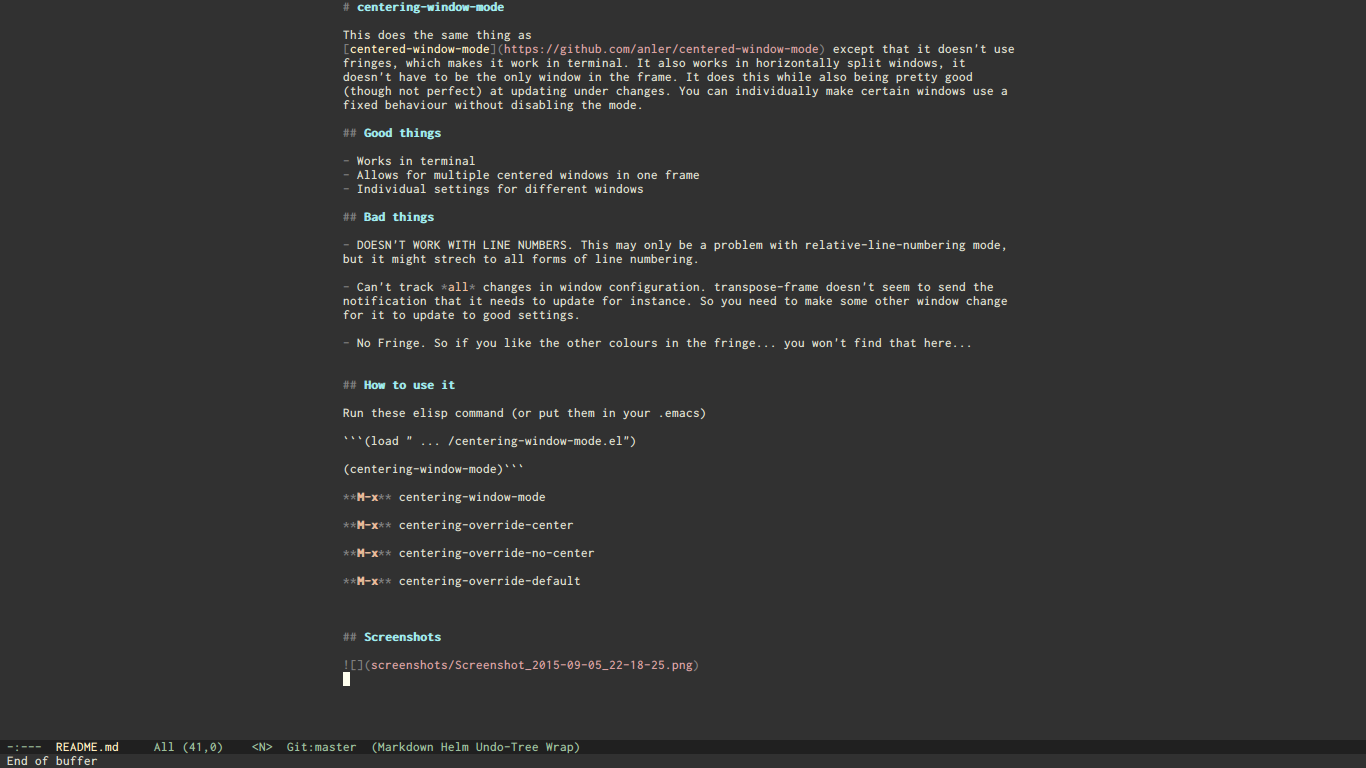 # centering-window-mode
This does the same thing as
[centered-window-mode](https://github.com/anler/centered-window-mode) except that it doesn't use
fringes, which makes it work in terminal. It also works in horizontally split windows, it
doesn't have to be the only window in the frame. It does this while also being pretty good
(though not perfect) at updating under changes. You can individually make certain windows use a
fixed behaviour without disabling the mode.
## Good things
- Works in terminal
- Allows for multiple centered windows in one frame
- Individual settings for different windows
## Bad things
- DOESN'T WORK WITH LINE NUMBERS. This may only be a problem with relative-line-numbering mode,
but it might strech to all forms of line numbering.
- Can't track *all* changes in window configuration. transpose-frame doesn't seem to send the
notification that it needs to update for instance. So you need to make some other window change
for it to update to good settings.
- No Fringe. So if you like the other colours in the fringe... you won't find that here...
## How to use it
Run these elisp command (or put them in your .emacs)
```(load " ... /centering-window-mode.el")
(centering-window-mode)```
**M-x** centering-window-mode
**M-x** centering-override-center
**M-x** centering-override-no-center
**M-x** centering-override-default
## Screenshots
![](screenshots/Screenshot_2015-09-05_22-18-25.png)
-:--- README.md All (41,0) <N> Git:master (Markdown Helm Undo-Tree Wrap)
End of buffer